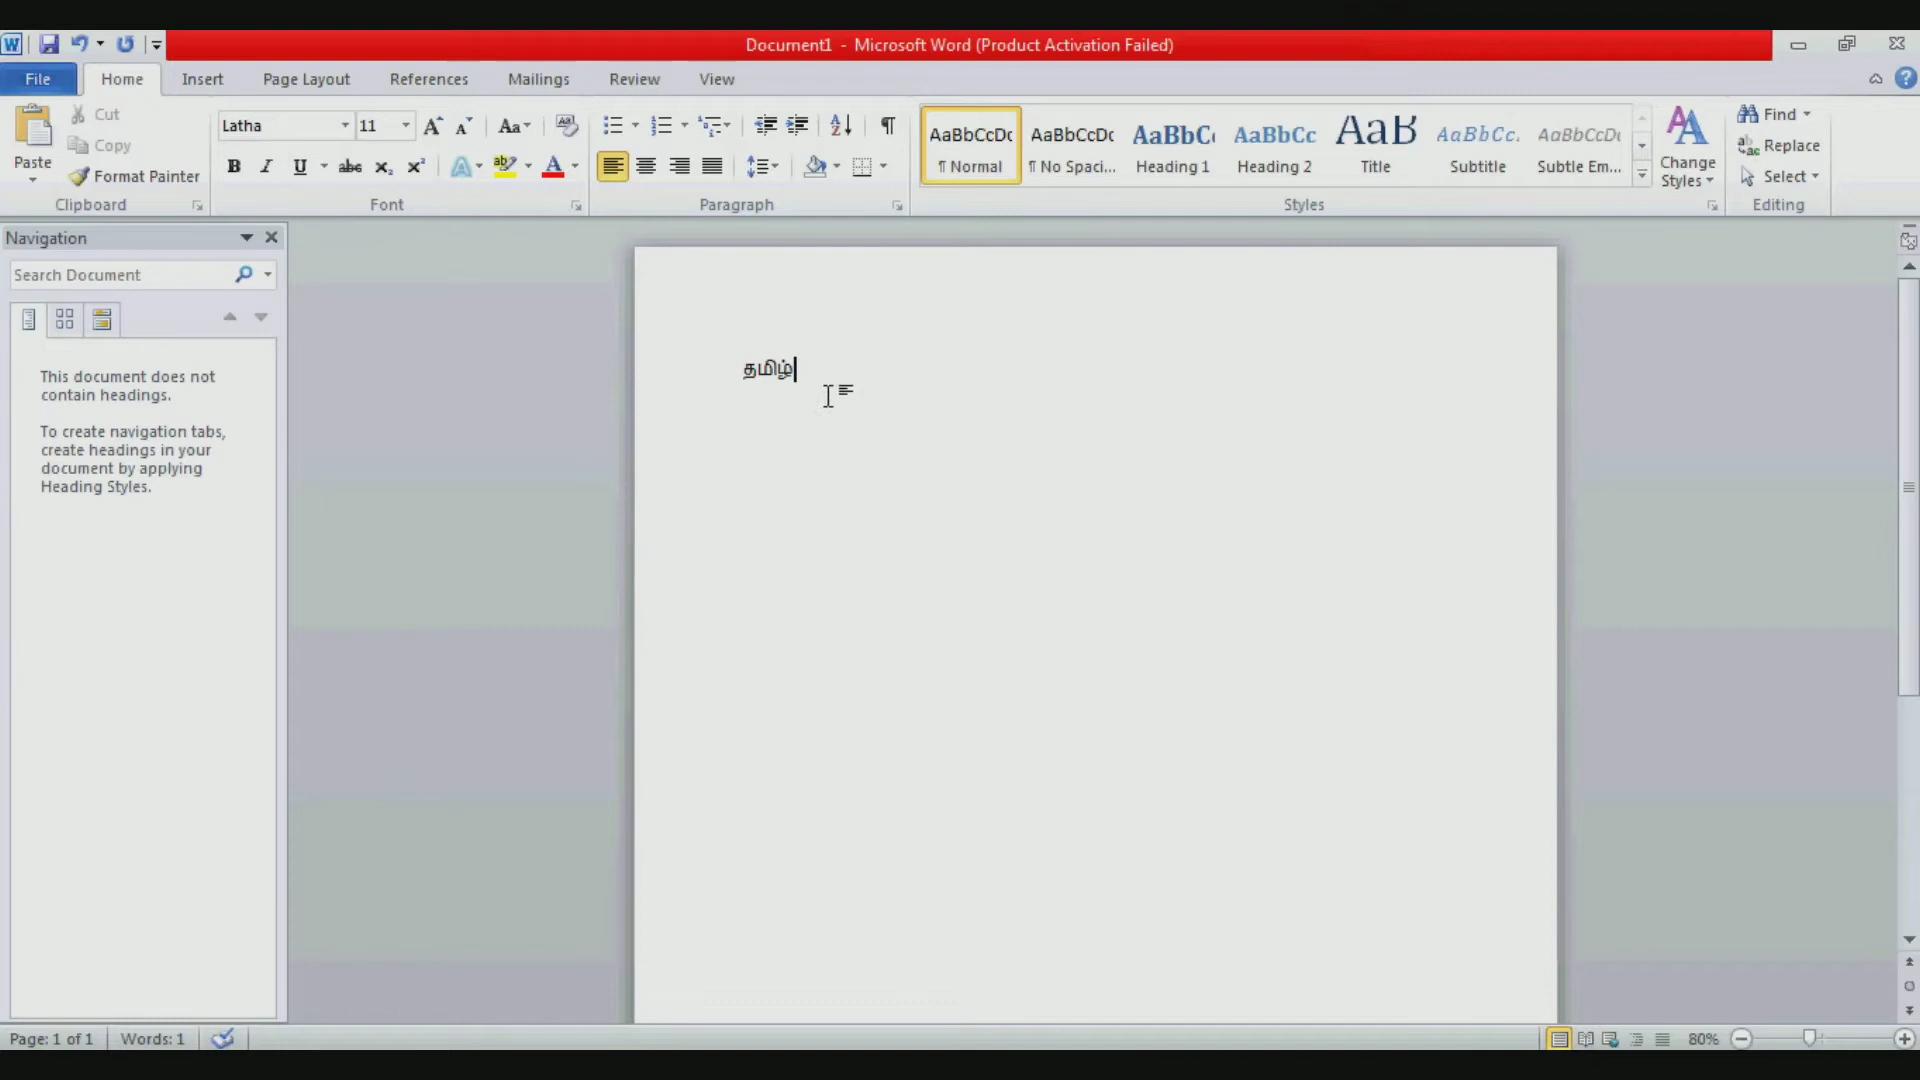 Document1 - Microsoft Word (Product Activation Failed)
File Home Insert Page Layout References Mailings Review View
Paste
Cut
Copy
Format Painter
Clipboard
Latha 11
Font
Paragraph
AaBbCcDc AaBbCcDc AaBbC AaBbCc AaB AaBbCc. AaBbCcDc
¶ Normal ¶ No Spaci... Heading 1 Heading 2 Title Subtitle Subtle Em...
Styles
Change Styles
Find
Replace
Select
Editing
Navigation
Search Document
This document does not
contain headings.
To create navigation tabs,
create headings in your
document by applying
Heading Styles.
தமிழ்
Page: 1 of 1 Words: 1 80%